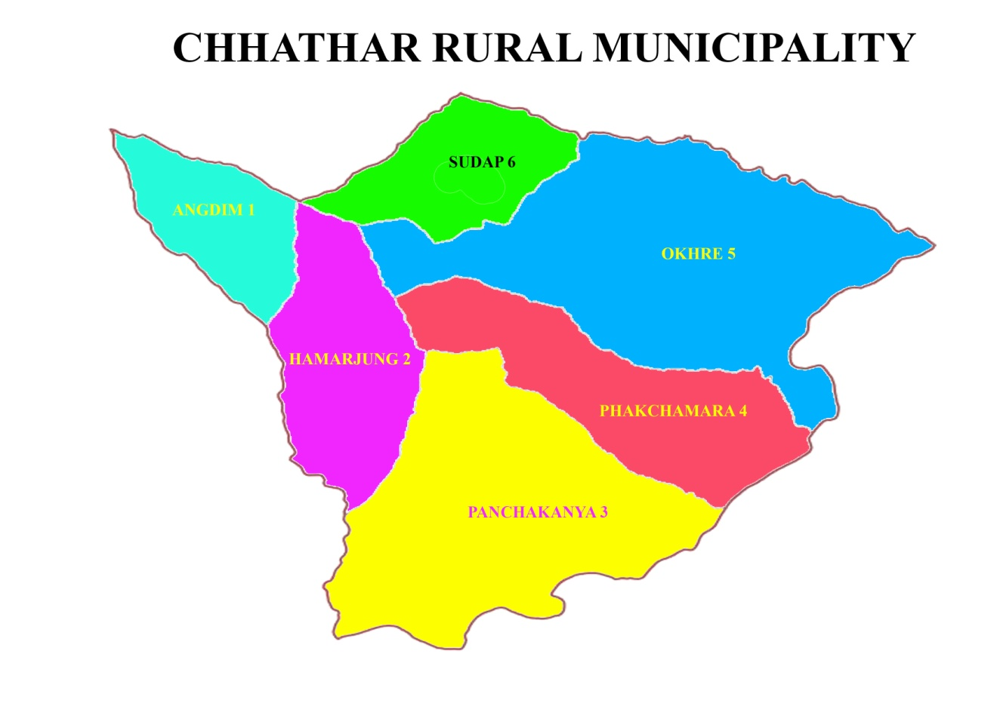 CHHATHAR RURAL MUNICIPALITY
SUDAP 6
ANGDIM 1
OKHRE 5
HAMARJUNG 2
PHAKCHAMARA 4
PANCHAKANYA 3